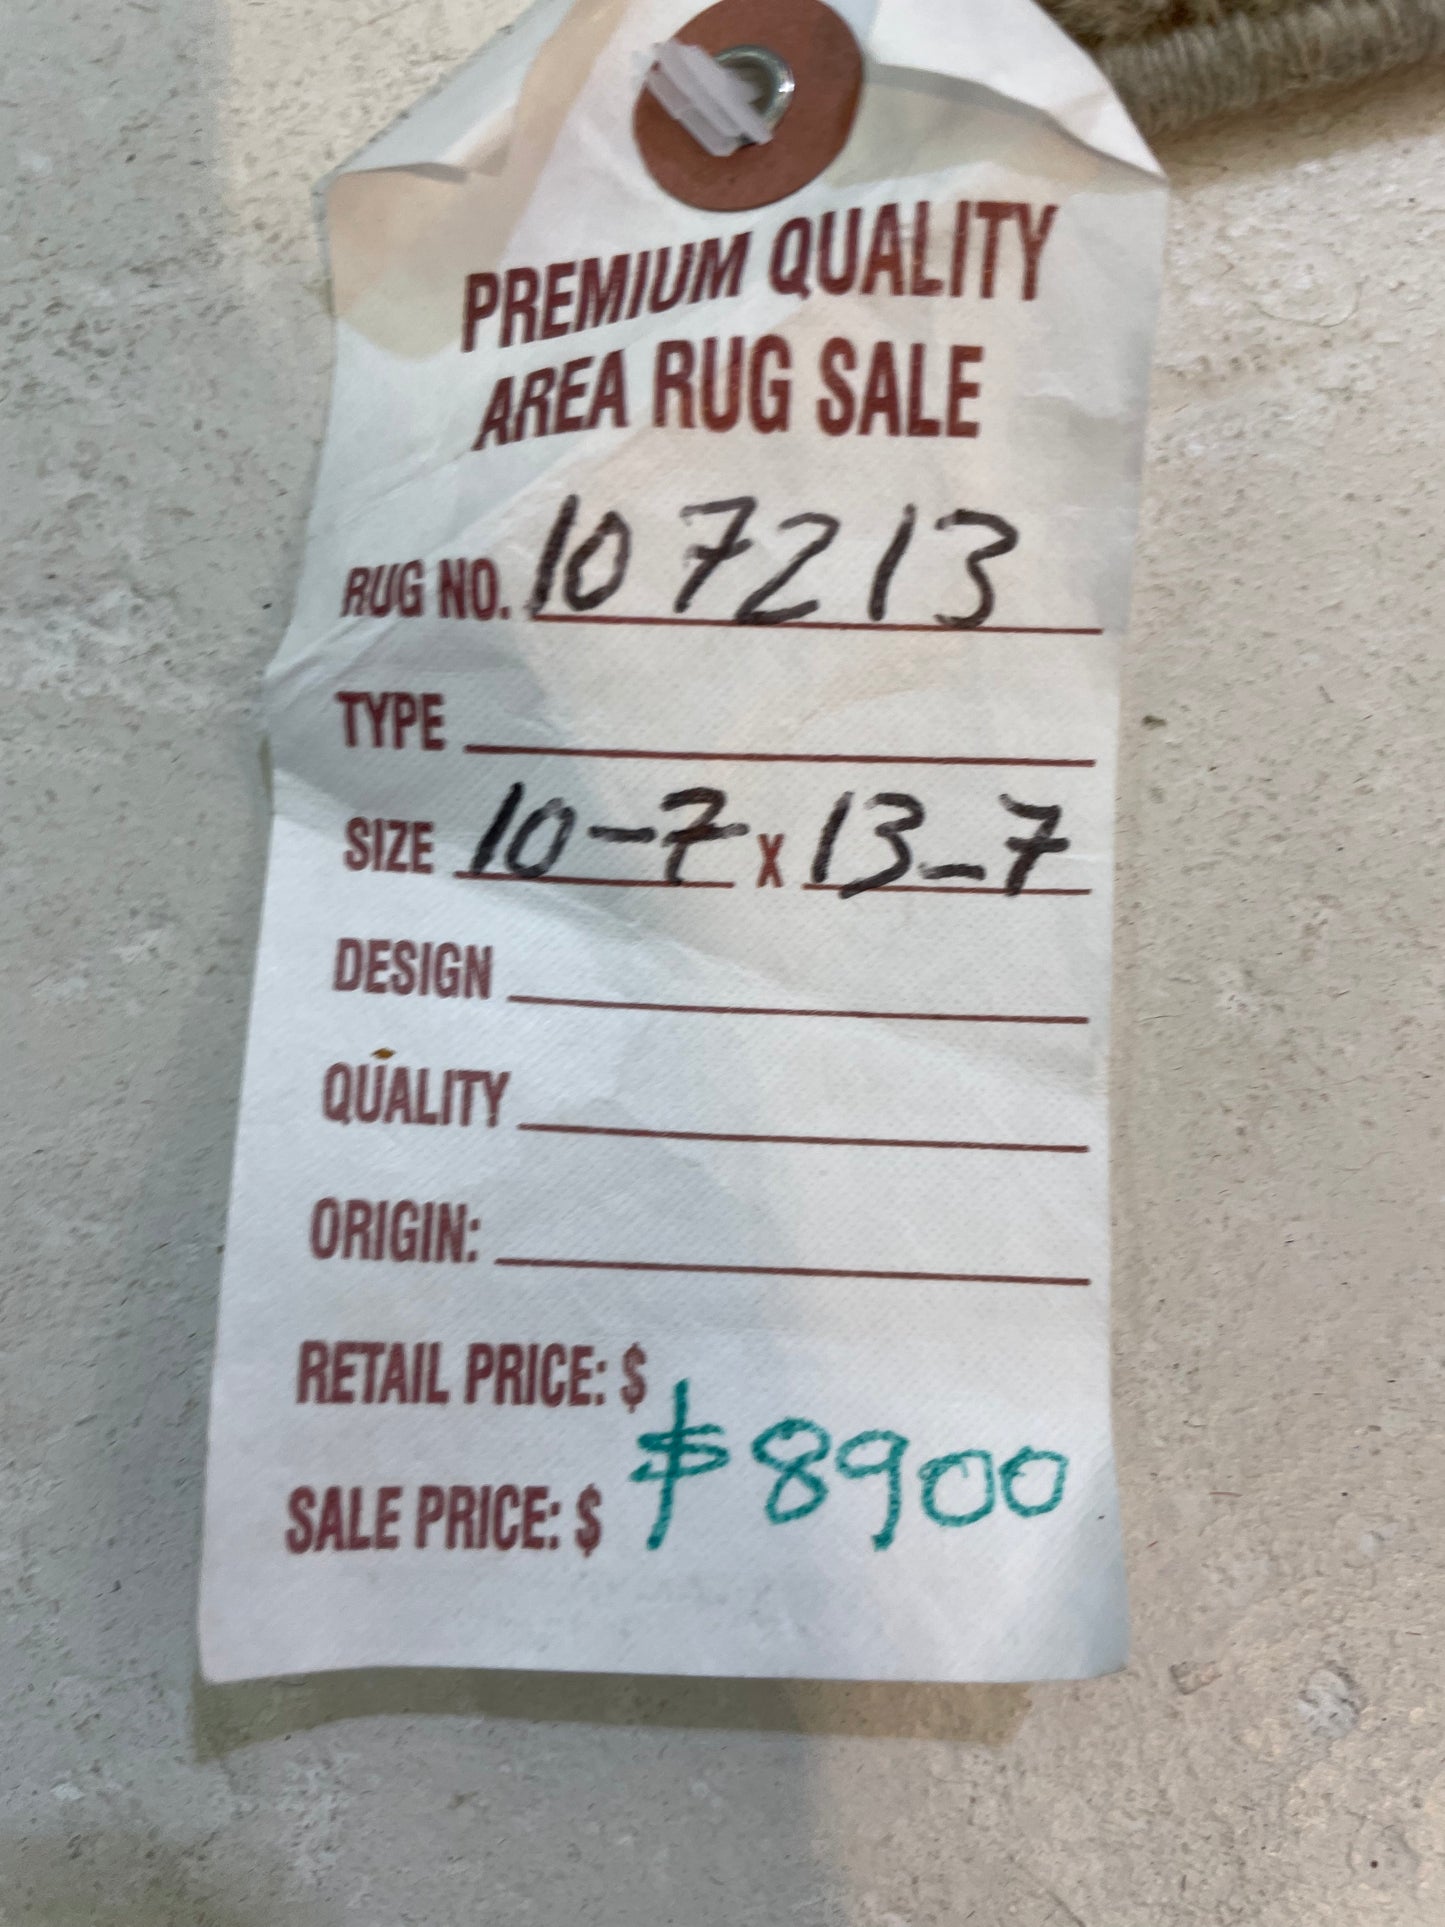 PREMIUM QUALITY
AREA RUG SALE
RUG NO. 107213
TYPE
SIZE 10-7 X 13-7
DESIGN
QUALITY
ORIGIN:
RETAIL PRICE: $
$8900
SALE PRICE: $